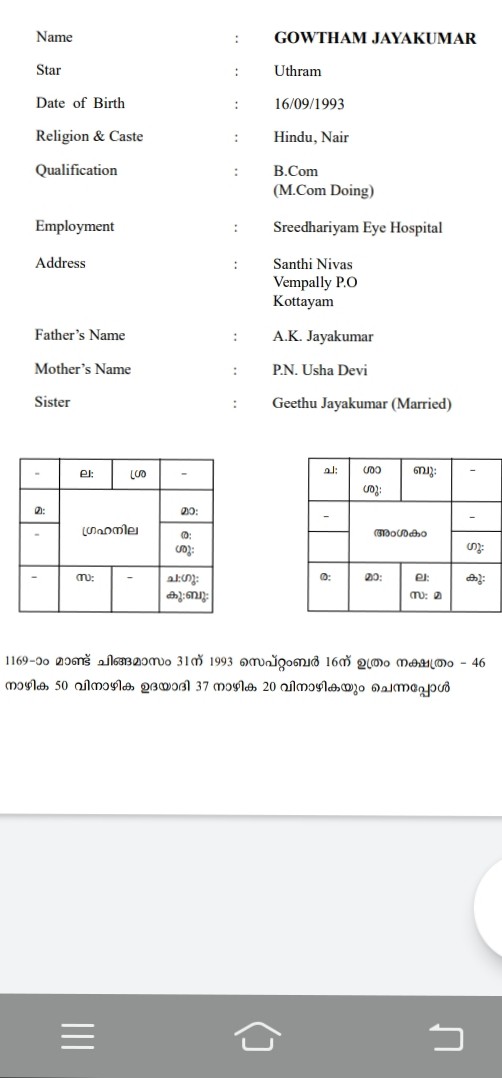 Name : GOWTHAM JAYAKUMAR
Star : Uthram
Date of Birth : 16/09/1993
Religion & Caste : Hindu, Nair
Qualification : B.Com
(M.Com Doing)
Employment : Sreedhariyam Eye Hospital
Address : Santhi Nivas
Vempally P.O
Kottayam
Father's Name : A.K. Jayakumar
Mother's Name : P.N. Usha Devi
Sister : Geethu Jayakumar (Married)
- ല: ശ്ര -
മ: മാ:
ഗ്രഹനില
- ര:
ശു:
- സ: - ച:ഗു:
കു:ബു:
ച: ശാ ബു: -
ശു:
- -
അംശകം
ഗു:
ര: മാ: ല: കു:
സ: മ
1169-ാം മാണ്ട് ചിങ്ങമാസം 31ന് 1993 സെപ്റ്റംബർ 16ന് ഉത്രം നക്ഷത്രം - 46
നാഴിക 50 വിനാഴിക ഉദയാദി 37 നാഴിക 20 വിനാഴികയും ചെന്നപ്പോൾ